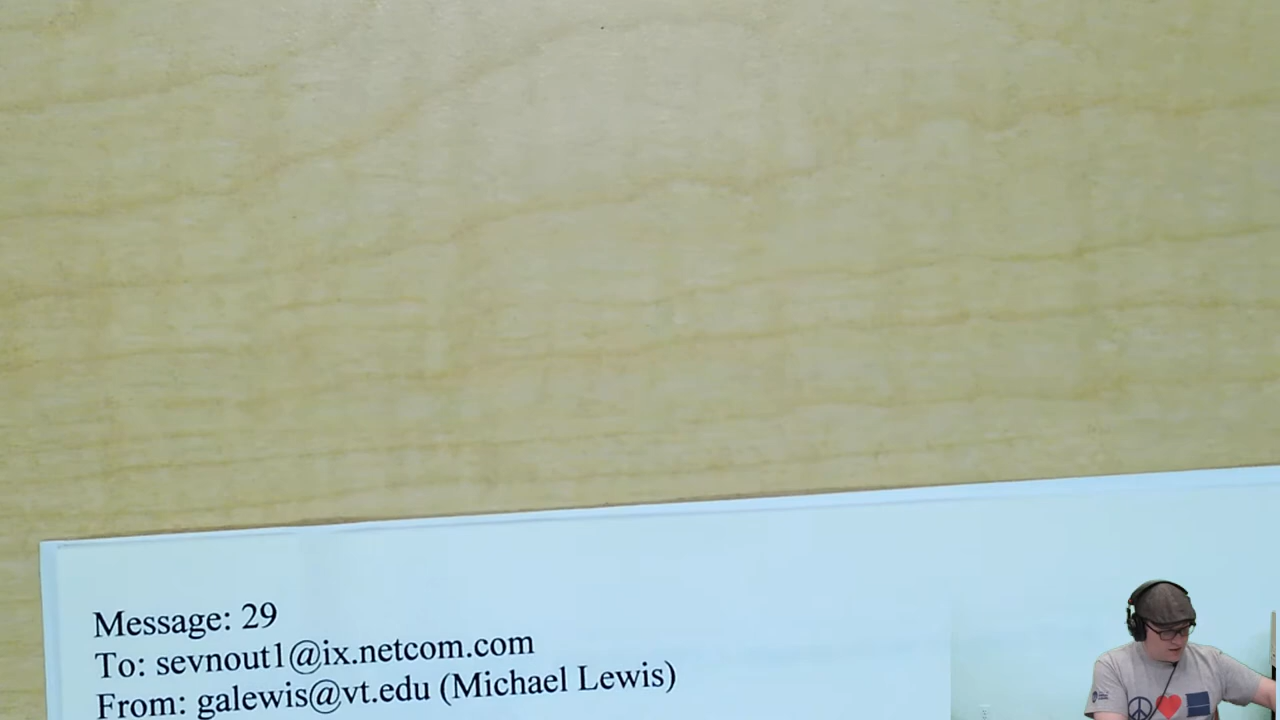 Message: 29
To: sevnout1@ix.netcom.com
From: galewis@vt.edu (Michael Lewis)